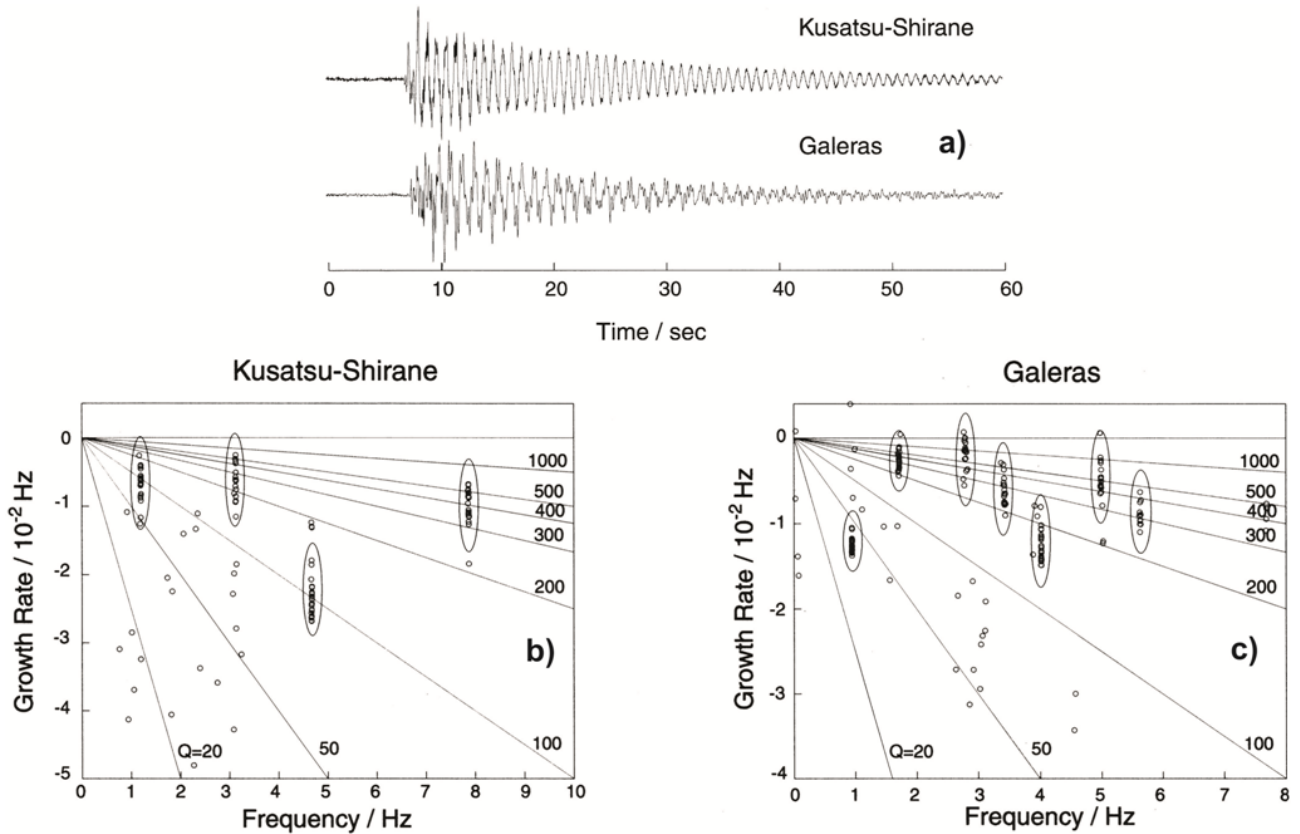 Kusatsu-Shirane
Galeras
a)
0 10 20 30 40 50 60
Time / sec
Kusatsu-Shirane
Growth Rate / 10⁻² Hz
0
-1
-2
-3
-4
-5
1000
500
400
300
200
100
50
Q=20
b)
0 1 2 3 4 5 6 7 8 9 10
Frequency / Hz
Galeras
Growth Rate / 10⁻² Hz
0
-1
-2
-3
-4
1000
500
400
300
200
100
50
Q=20
c)
0 1 2 3 4 5 6 7 8
Frequency / Hz